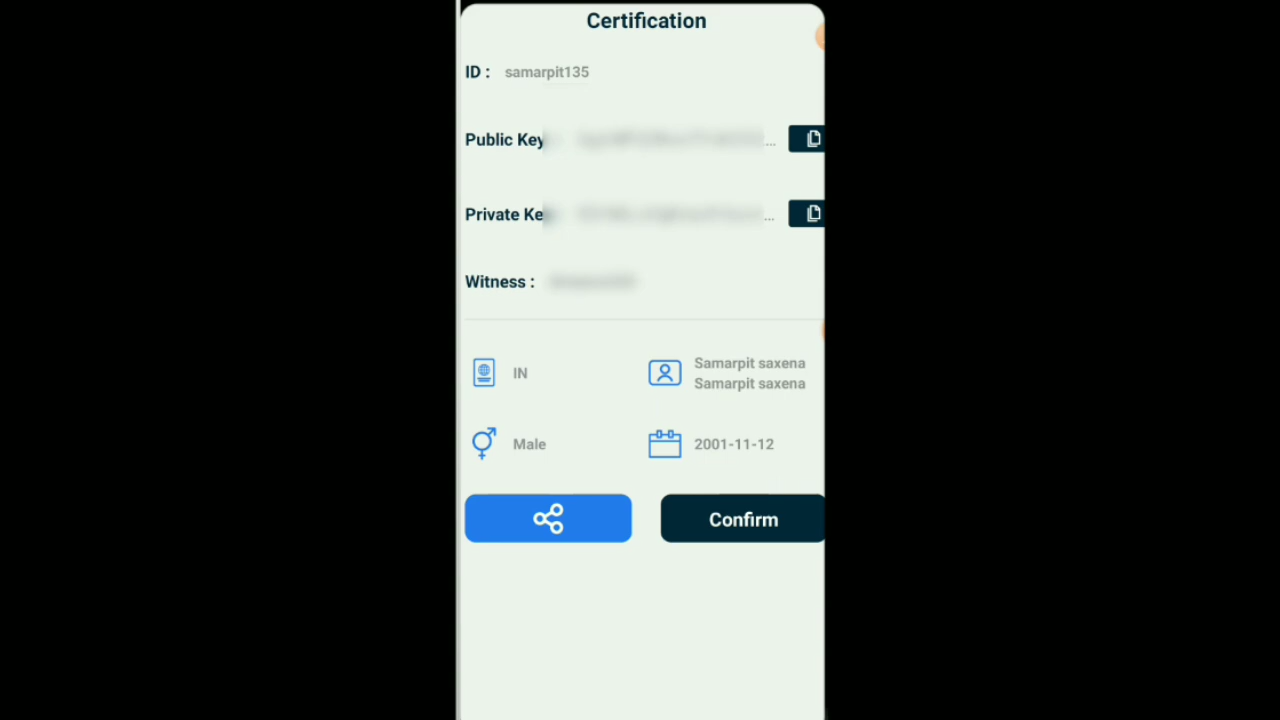 Certification
ID : samarpit135
Public Key ...
Private Ke ...
Witness :
IN
Samarpit saxena
Samarpit saxena
Male
2001-11-12
Confirm